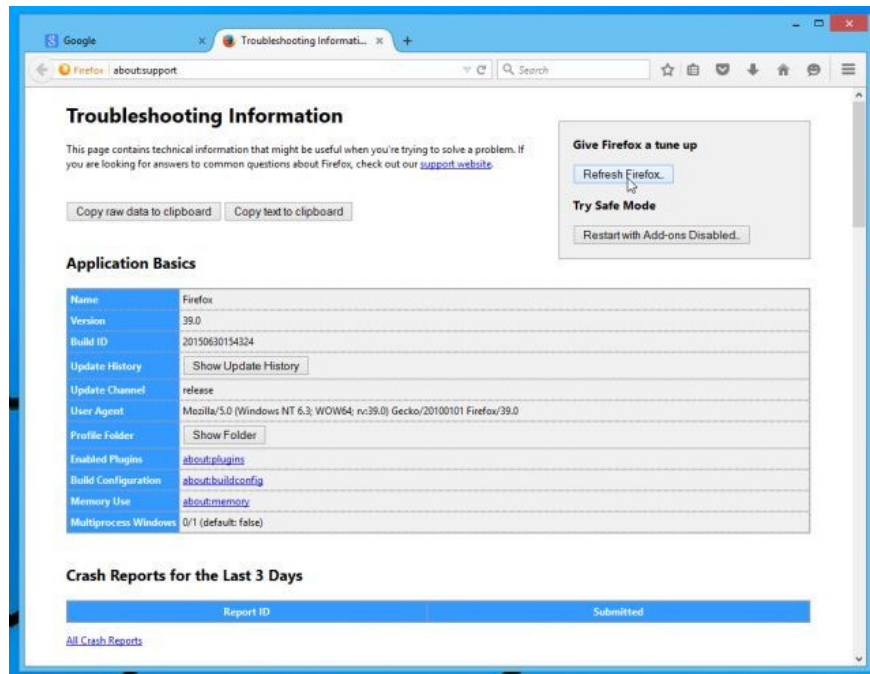 Google
Troubleshooting Informati...
Firefox about:support
Search
Troubleshooting Information
This page contains technical information that might be useful when you're trying to solve a problem. If
you are looking for answers to common questions about Firefox, check out our support website.
Copy raw data to clipboard Copy text to clipboard
Give Firefox a tune up
Refresh Firefox..
Try Safe Mode
Restart with Add-ons Disabled..
Application Basics
Name Firefox
Version 39.0
Build ID 20150630154324
Update History Show Update History
Update Channel release
User Agent Mozilla/5.0 (Windows NT 6.3; WOW64; rv:39.0) Gecko/20100101 Firefox/39.0
Profile Folder Show Folder
Enabled Plugins about:plugins
Build Configuration about:buildconfig
Memory Use about:memory
Multiprocess Windows 0/1 (default: false)
Crash Reports for the Last 3 Days
Report ID Submitted
All Crash Reports